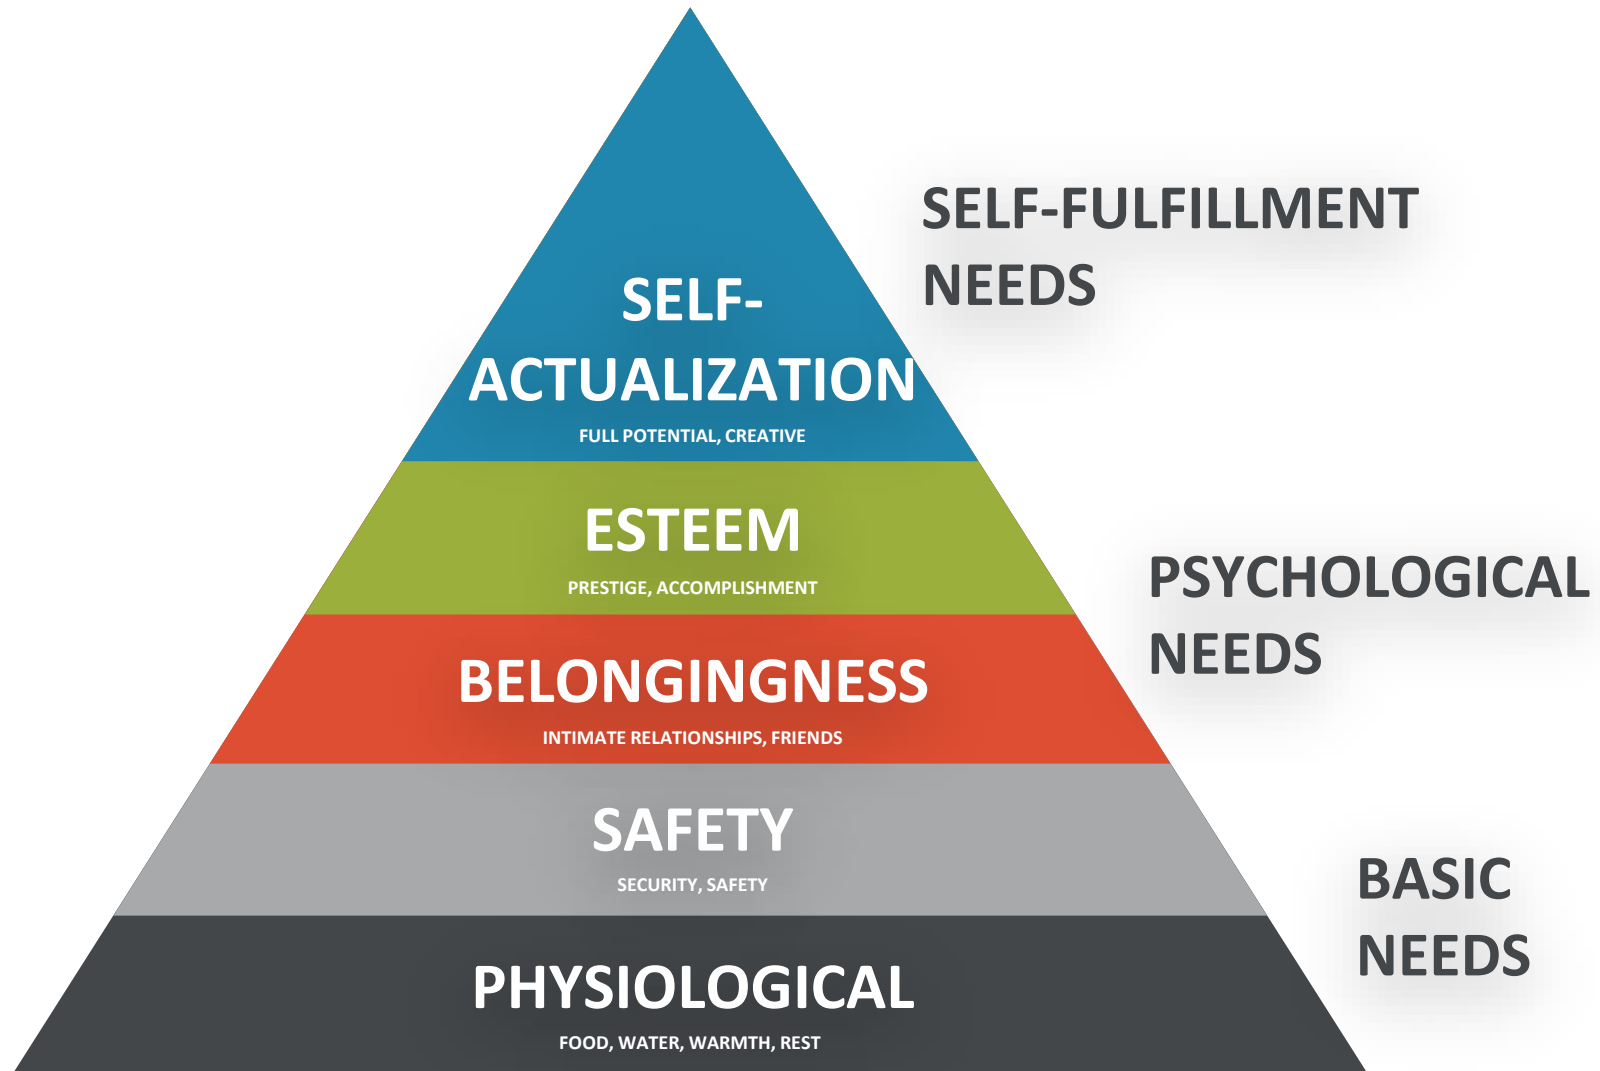 SELF-FULFILLMENT
NEEDS
SELF-
ACTUALIZATION
FULL POTENTIAL, CREATIVE
ESTEEM
PRESTIGE, ACCOMPLISHMENT
PSYCHOLOGICAL
NEEDS
BELONGINGNESS
INTIMATE RELATIONSHIPS, FRIENDS
SAFETY
SECURITY, SAFETY
BASIC
NEEDS
PHYSIOLOGICAL
FOOD, WATER, WARMTH, REST